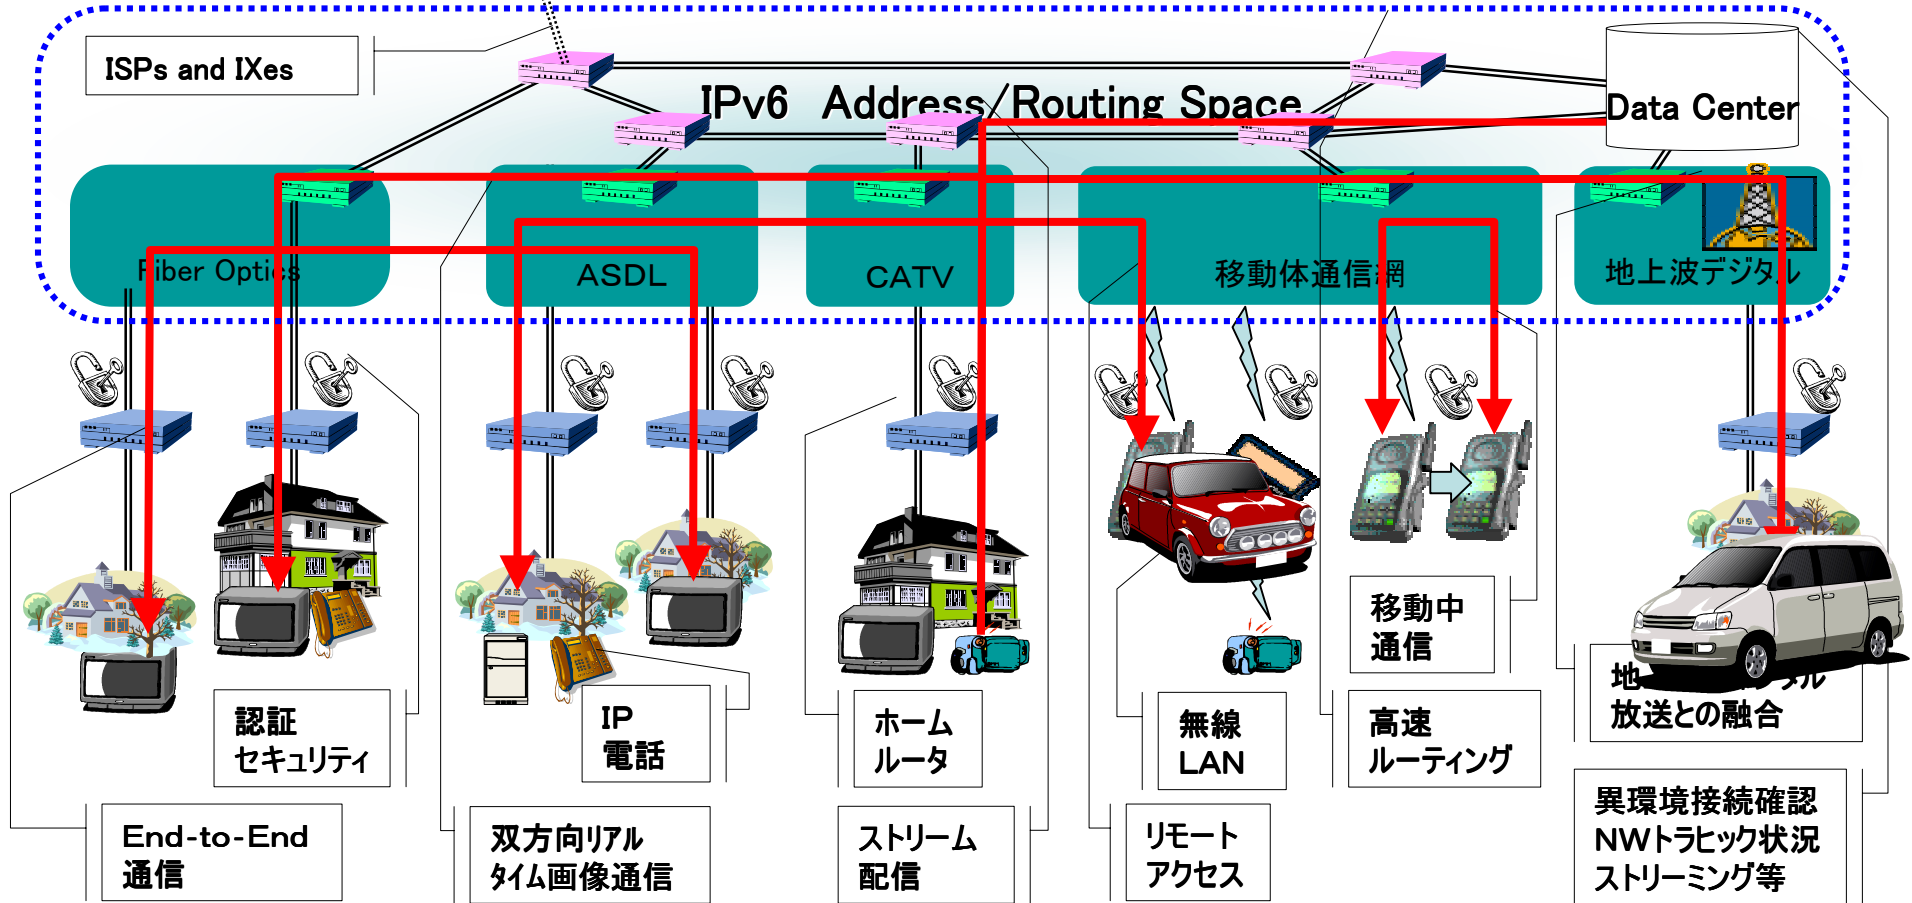 ISPs and IXes
IPv6 Address/Routing Space
Data Center
Fiber Optics
ASDL
CATV
移動体通信網
地上波デジタル
認証
セキュリティ
IP
電話
ホーム
ルータ
無線
LAN
移動中
通信
高速
ルーティング
地
タル
放送との融合
End-to-End
通信
双方向リアル
タイム画像通信
ストリーム
配信
リモート
アクセス
異環境接続確認
NWトラヒック状況
ストリーミング等